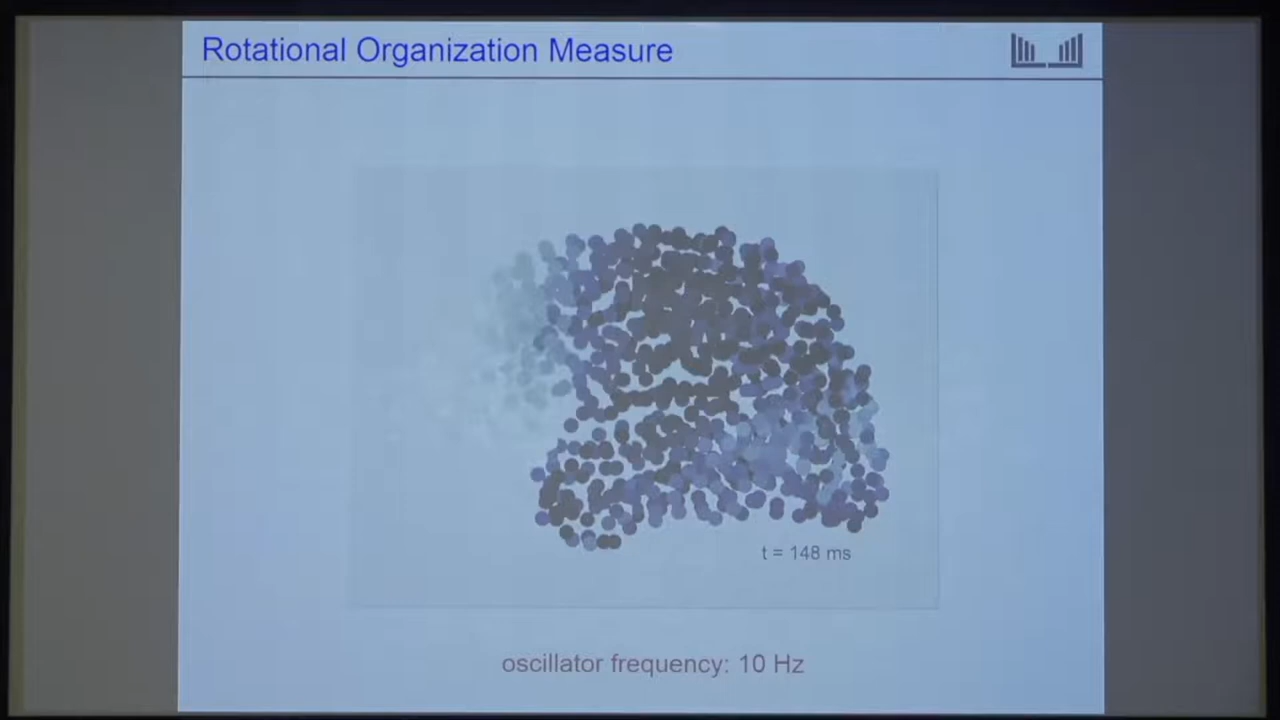 Rotational Organization Measure
t = 148 ms
oscillator frequency: 10 Hz